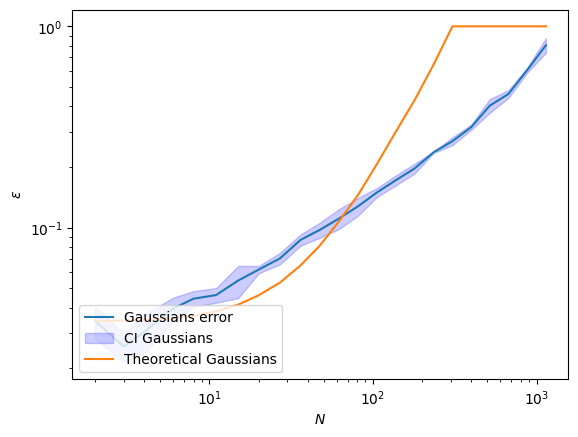 10⁰
10⁻¹
ε
Gaussians error
CI Gaussians
Theoretical Gaussians
10¹ 10² 10³
N